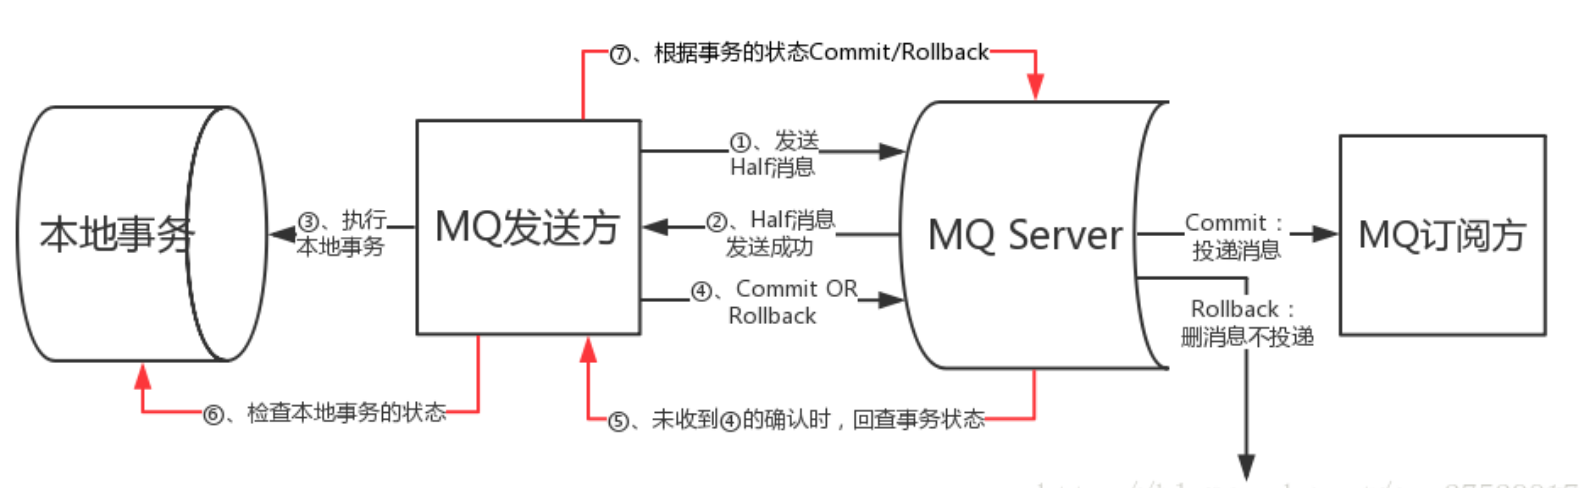 ⑦、根据事务的状态Commit/Rollback
①、发送
Half消息
本地事务
③、执行
本地事务
MQ发送方
②、Half消息
发送成功
MQ Server
Commit：
投递消息
MQ订阅方
④、Commit OR
Rollback
Rollback：
删消息不投递
⑥、检查本地事务的状态
⑤、未收到④的确认时，回查事务状态